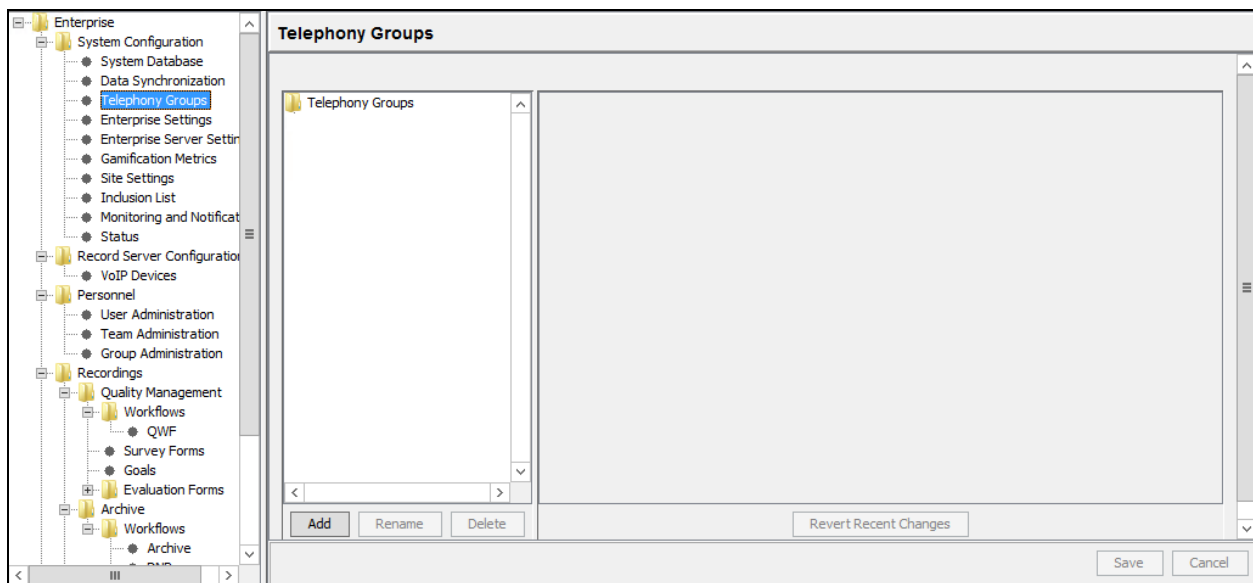 Enterprise
System Configuration
System Database
Data Synchronization
Telephony Groups
Enterprise Settings
Enterprise Server Settin
Gamification Metrics
Site Settings
Inclusion List
Monitoring and Notificat
Status
Record Server Configuration
VoIP Devices
Personnel
User Administration
Team Administration
Group Administration
Recordings
Quality Management
Workflows
QWF
Survey Forms
Goals
Evaluation Forms
Archive
Workflows
Archive
Telephony Groups
Telephony Groups
Add Rename Delete
Revert Recent Changes
Save Cancel